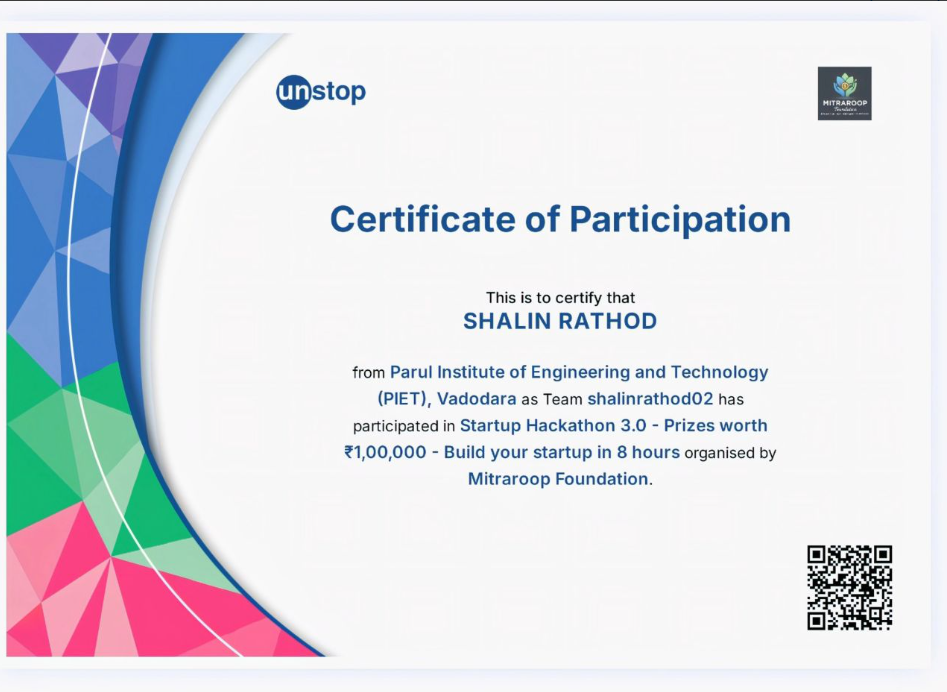 unstop
MITRAROOP
Foundation
Certificate of Participation
This is to certify that
SHALIN RATHOD
from Parul Institute of Engineering and Technology
(PIET), Vadodara as Team shalinrathod02 has
participated in Startup Hackathon 3.0 - Prizes worth
₹1,00,000 - Build your startup in 8 hours organised by
Mitraroop Foundation.